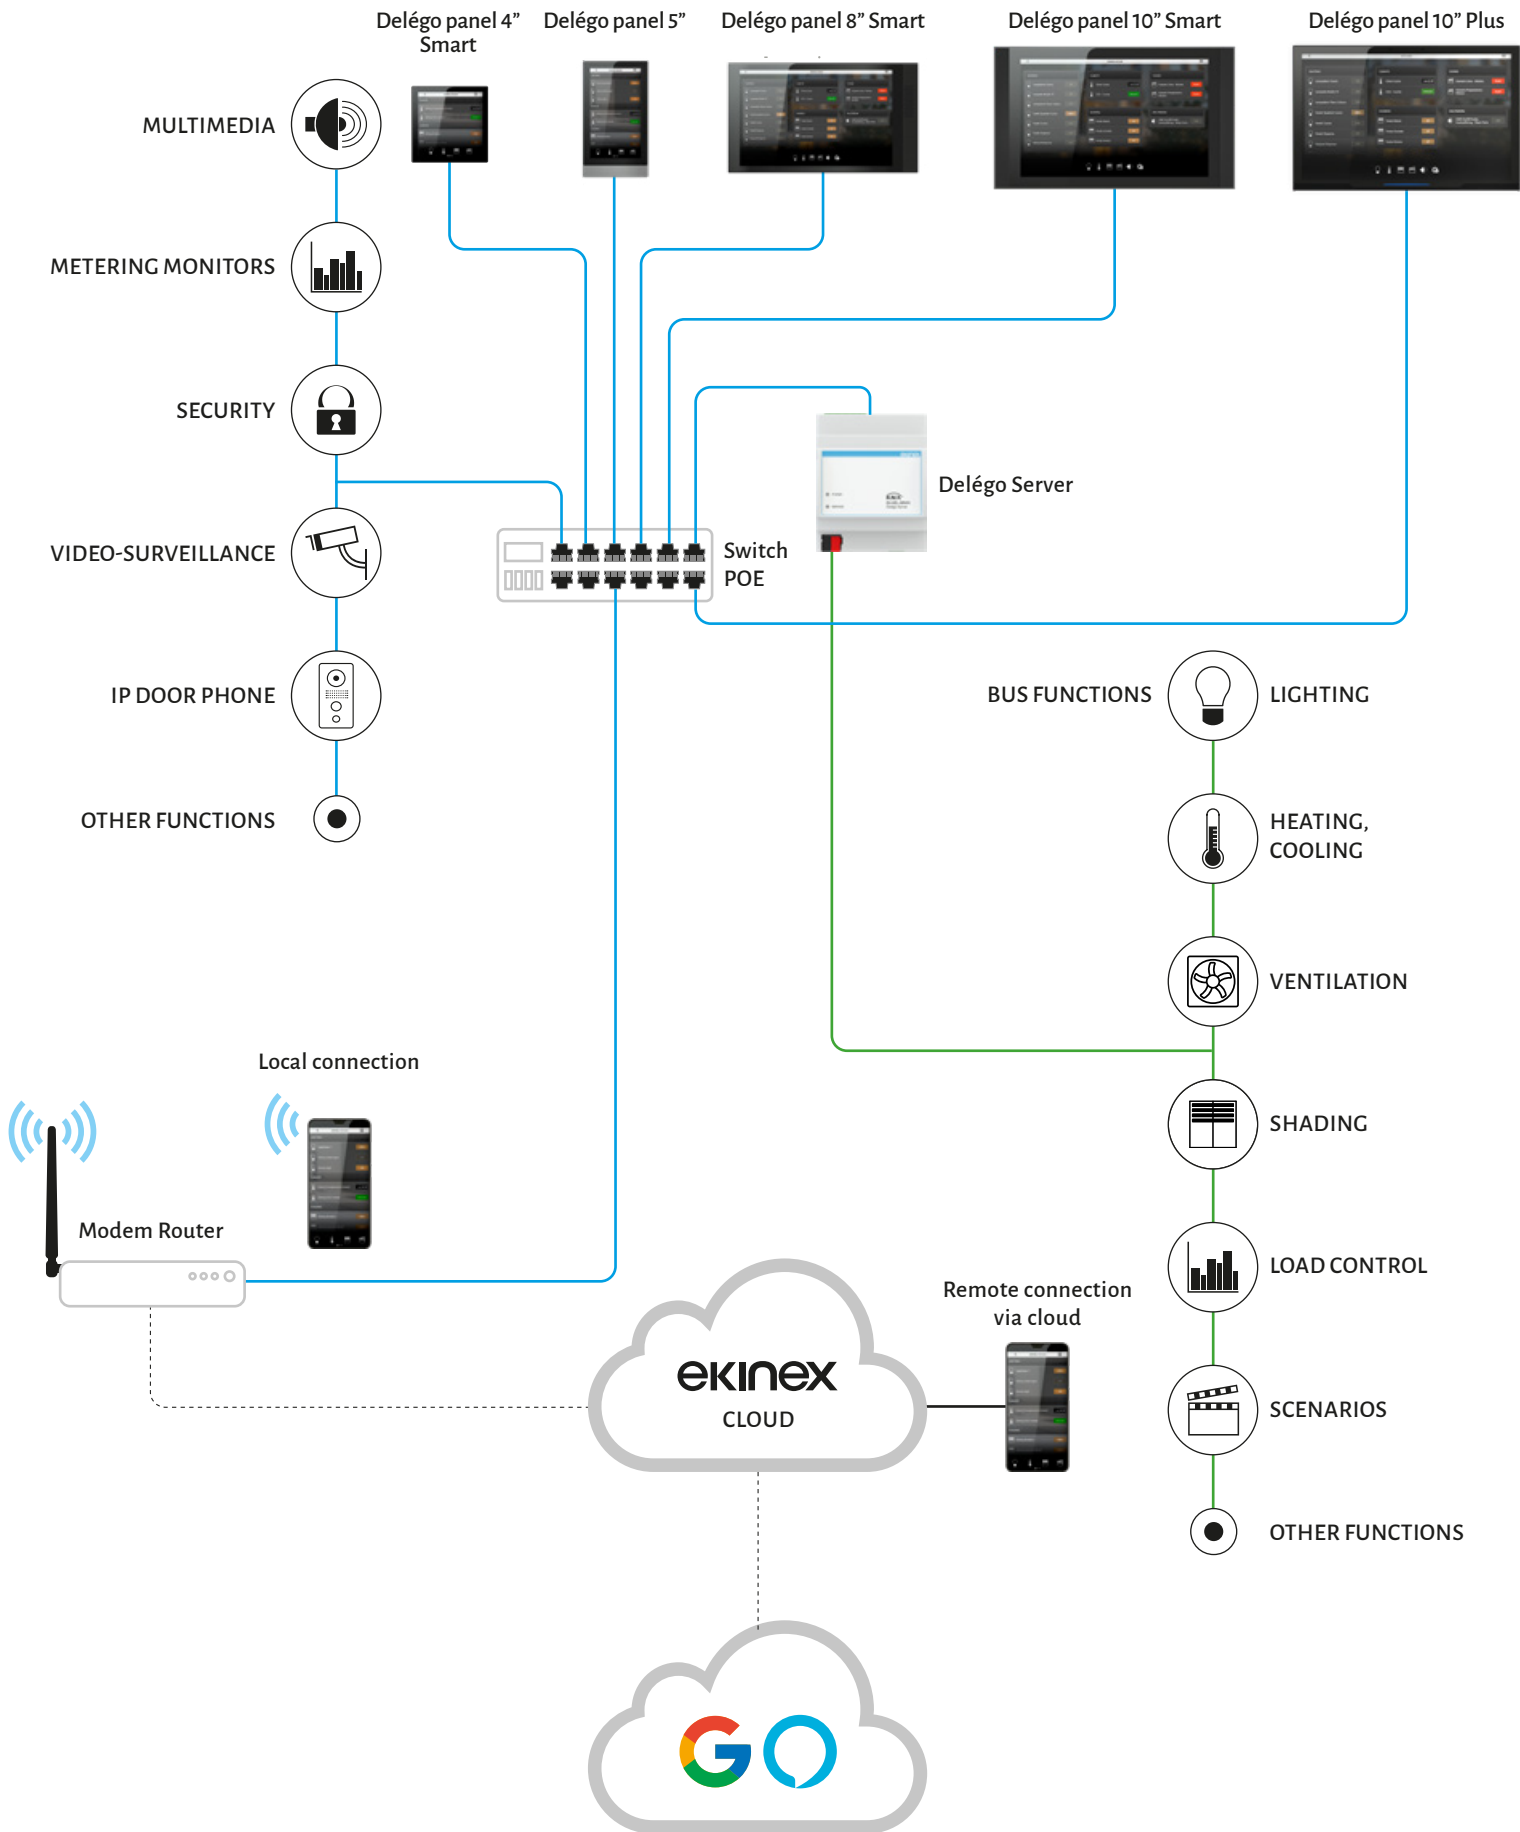 Delégo panel 4”
Smart
Delégo panel 5”
Delégo panel 8” Smart
Delégo panel 10” Smart
Delégo panel 10” Plus
MULTIMEDIA
METERING MONITORS
SECURITY
VIDEO-SURVEILLANCE
IP DOOR PHONE
OTHER FUNCTIONS
Delégo Server
Switch
POE
BUS FUNCTIONS
LIGHTING
HEATING,
COOLING
VENTILATION
SHADING
LOAD CONTROL
SCENARIOS
OTHER FUNCTIONS
Local connection
Modem Router
Remote connection
via cloud
ekinex
CLOUD